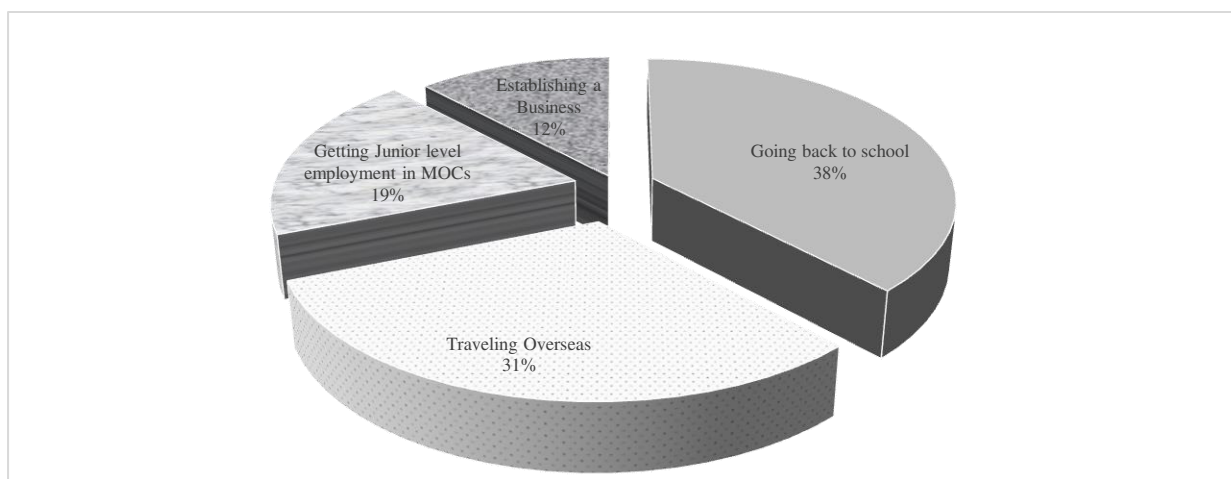 Establishing a
Business
12%
Going back to school
38%
Getting Junior level
employment in MOCs
19%
Traveling Overseas
31%